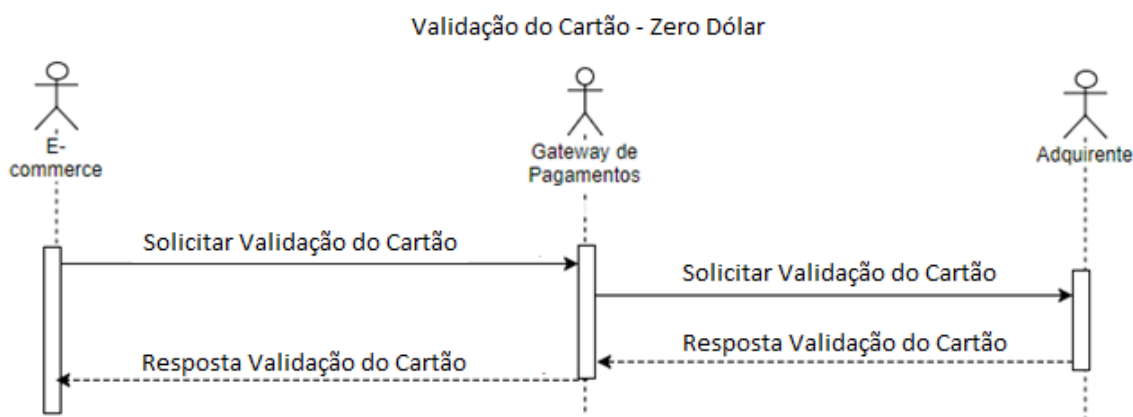 Validação do Cartão - Zero Dólar
E-
commerce
Gateway de
Pagamentos
Adquirente
Solicitar Validação do Cartão
Solicitar Validação do Cartão
Resposta Validação do Cartão
Resposta Validação do Cartão